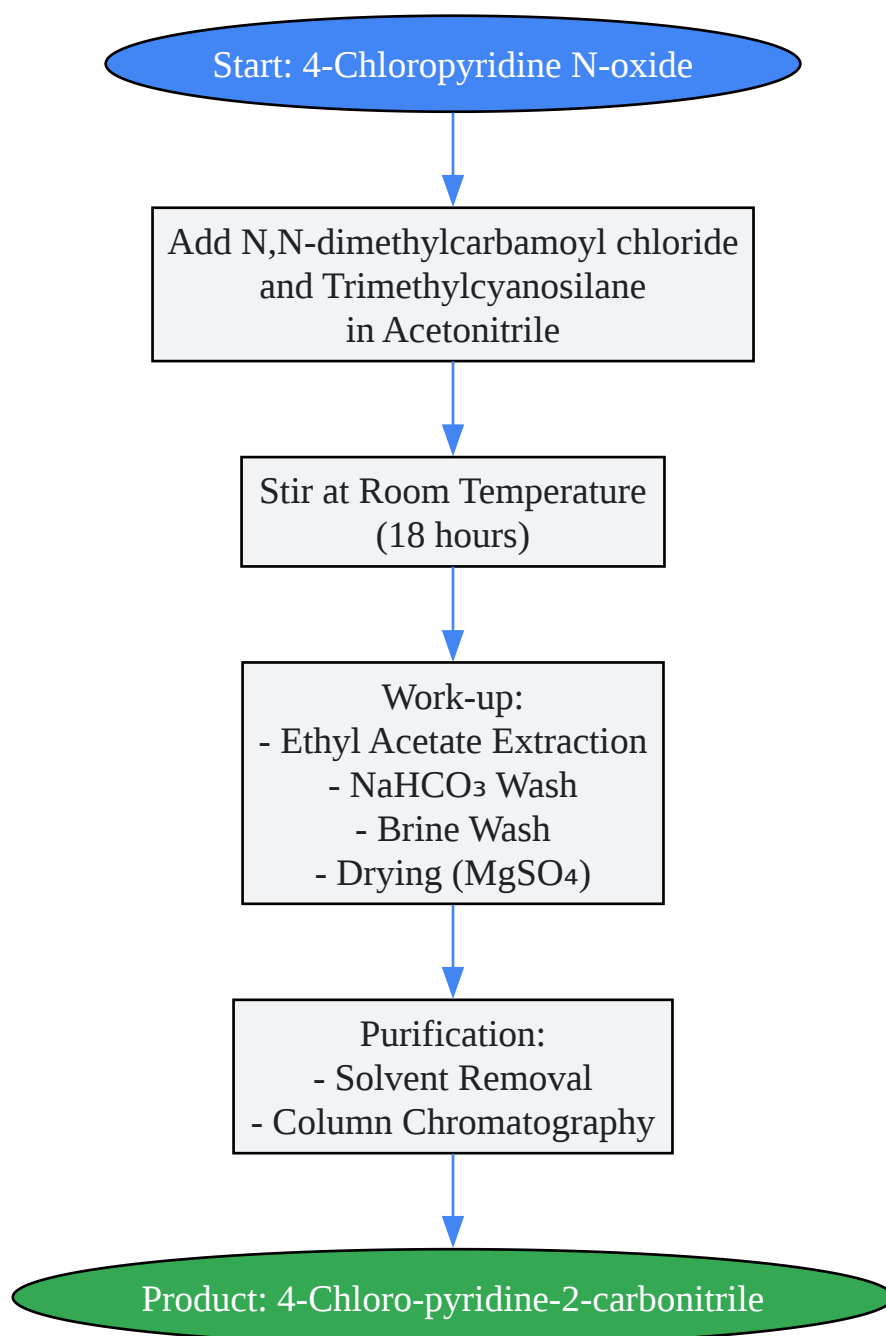 Start: 4-Chloropyridine N-oxide
Add N,N-dimethylcarbamoyl chloride
and Trimethylcyanosilane
in Acetonitrile
Stir at Room Temperature
(18 hours)
Work-up:
- Ethyl Acetate Extraction
- NaHCO₃ Wash
- Brine Wash
- Drying (MgSO₄)
Purification:
- Solvent Removal
- Column Chromatography
Product: 4-Chloro-pyridine-2-carbonitrile